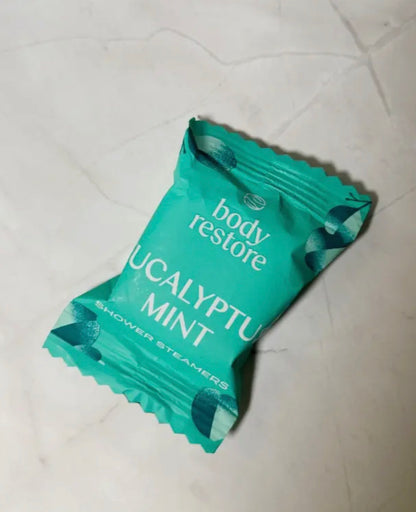 body
restore
UCALYPTU
MINT
SHOWER STEAMERS